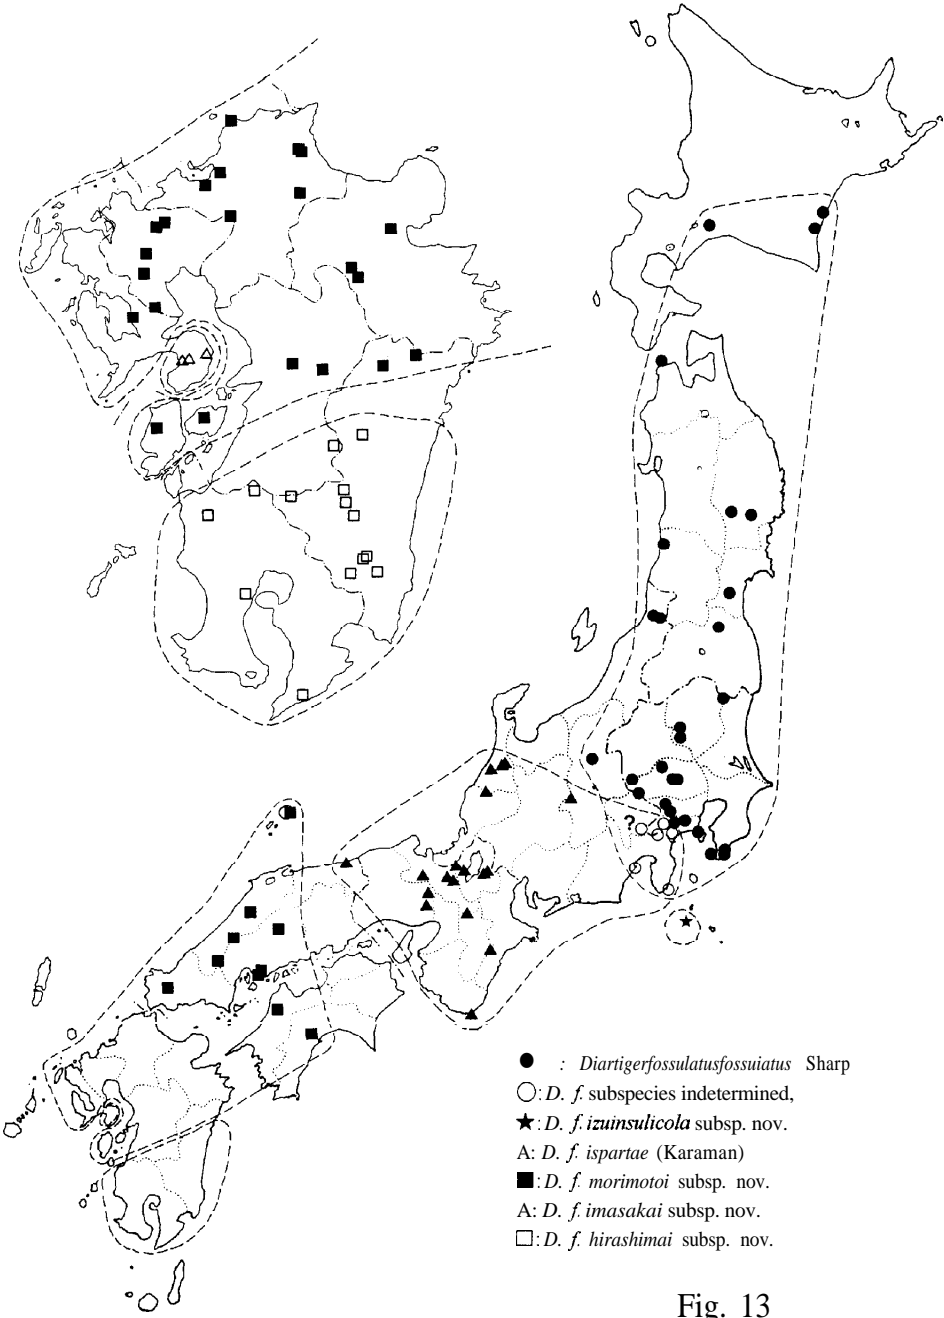 ?
● : Diartigerfossulatusfossuiatus Sharp
○: D. f. subspecies indetermined,
★: D. f. izuinsulicola subsp. nov.
A: D. f. ispartae (Karaman)
■: D. f. morimotoi subsp. nov.
A: D. f. imasakai subsp. nov.
□: D. f. hirashimai subsp. nov.
Fig. 13